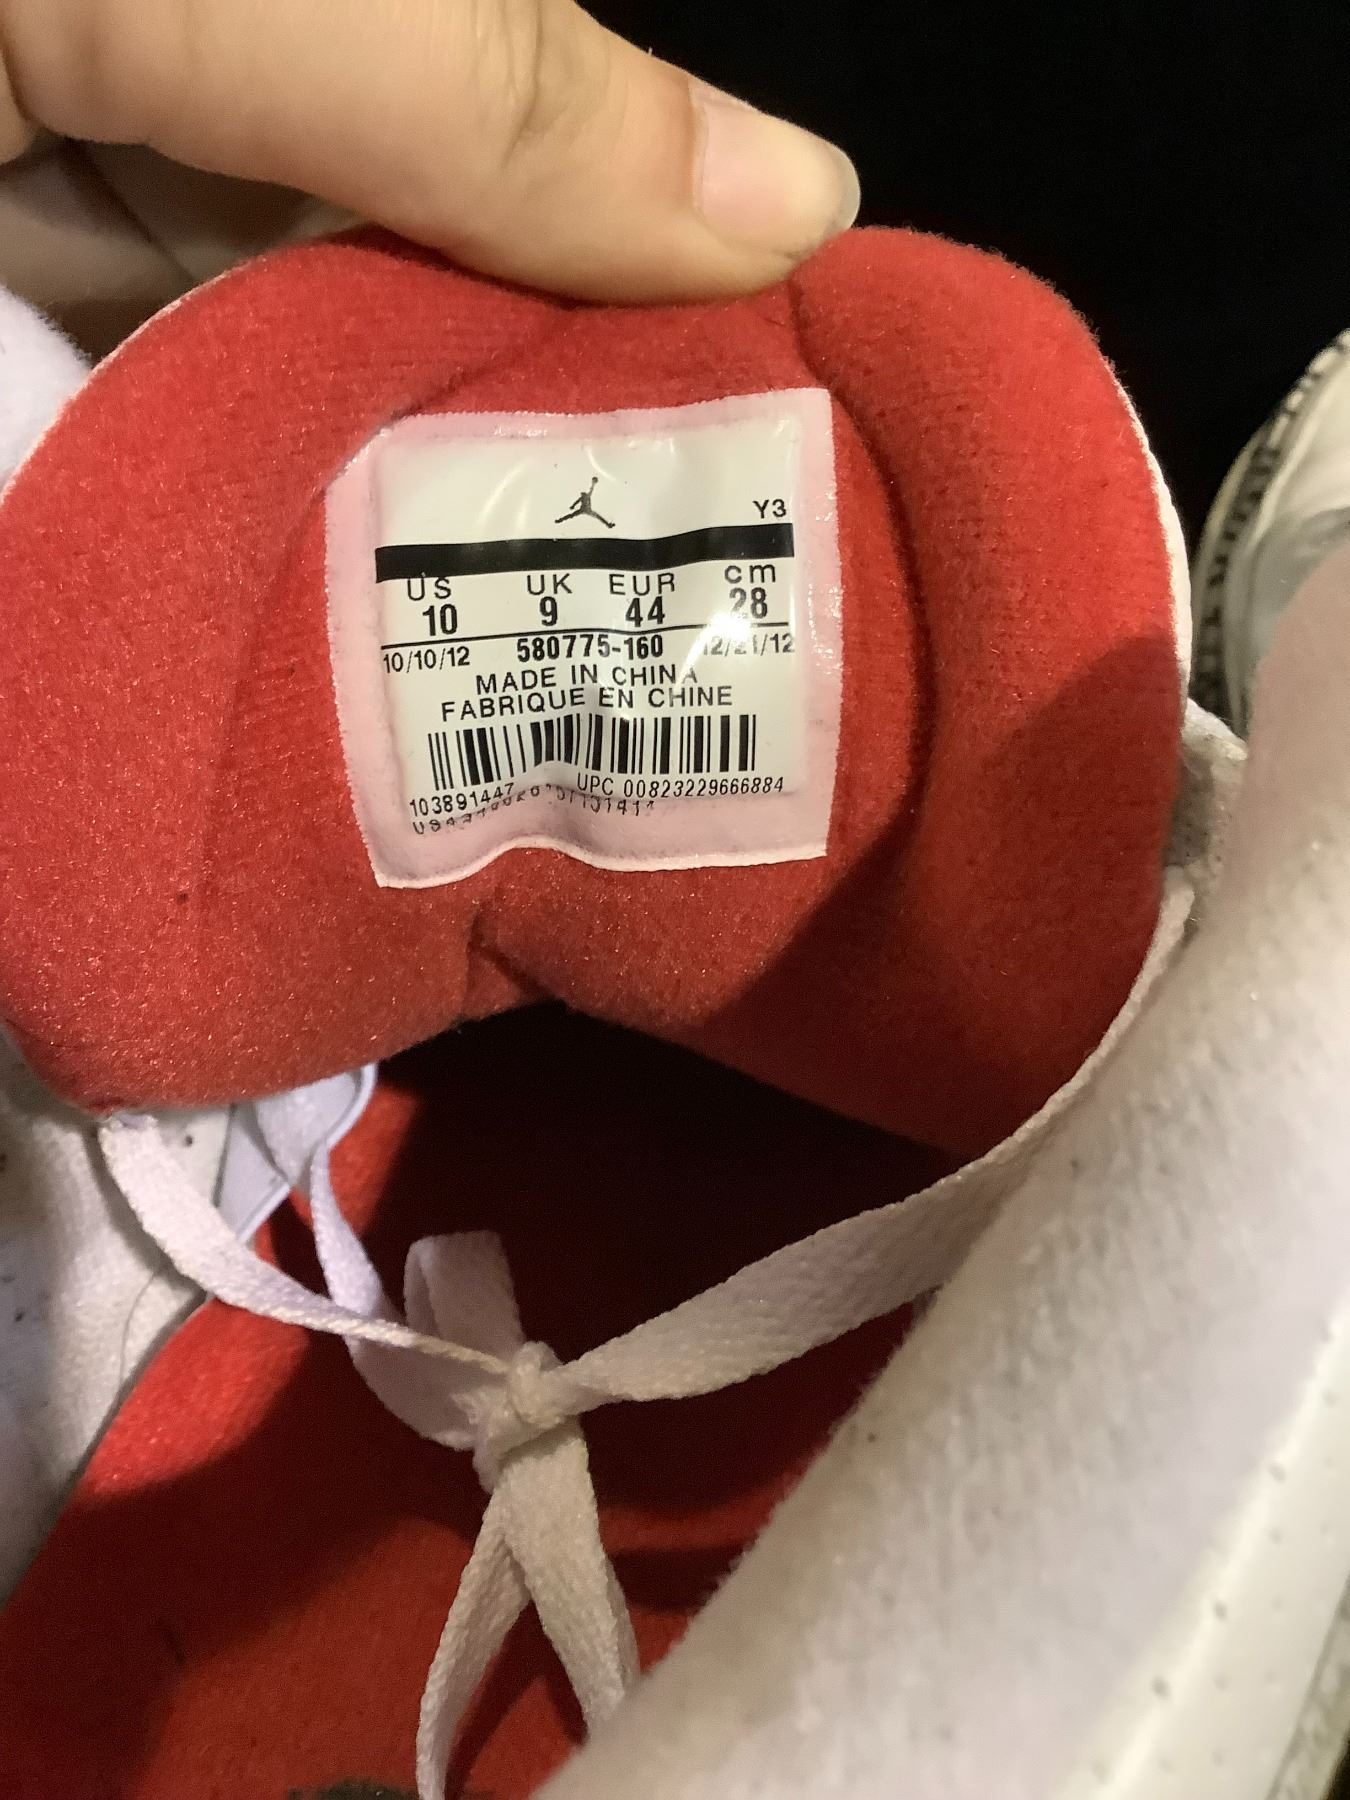 Y3
US UK EUR cm
10 9 44 28
10/10/12 580775-160 12/21/12
MADE IN CHINA
FABRIQUE EN CHINE
103891447 UPC 00823229666884